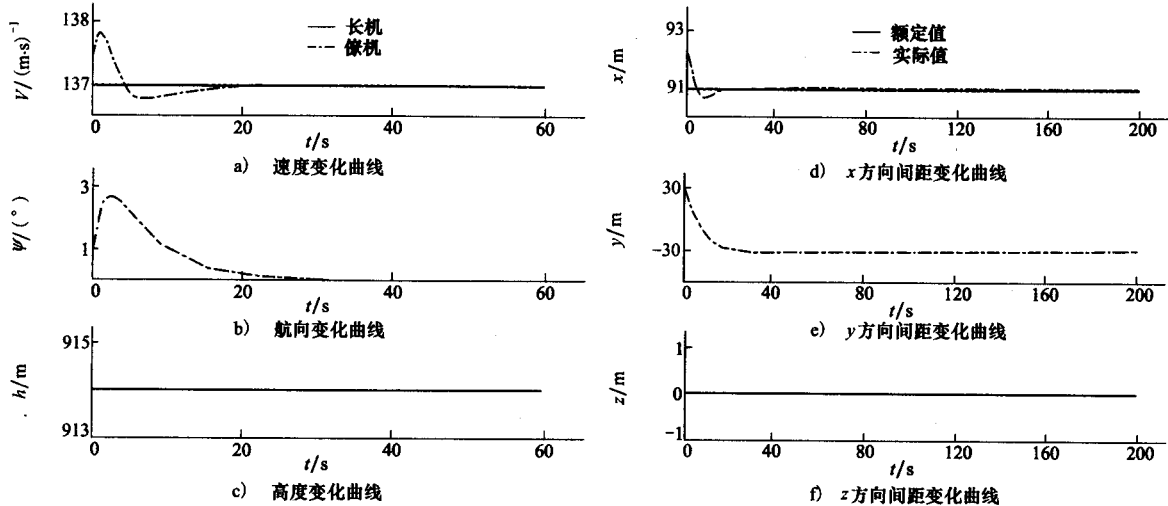 V/(m·s)⁻¹
138
137
长机
僚机
0
20
40
60
t/s
a) 速度变化曲线
ψ/(°)
3
1
0
20
40
60
t/s
b) 航向变化曲线
h/m
915
913
0
20
40
60
t/s
c) 高度变化曲线
x/m
93
91
额定值
实际值
0
40
80
120
160
200
t/s
d) x方向间距变化曲线
y/m
30
-30
0
40
80
120
160
200
t/s
e) y方向间距变化曲线
z/m
1
0
-1
0
40
80
120
160
200
t/s
f) z方向间距变化曲线